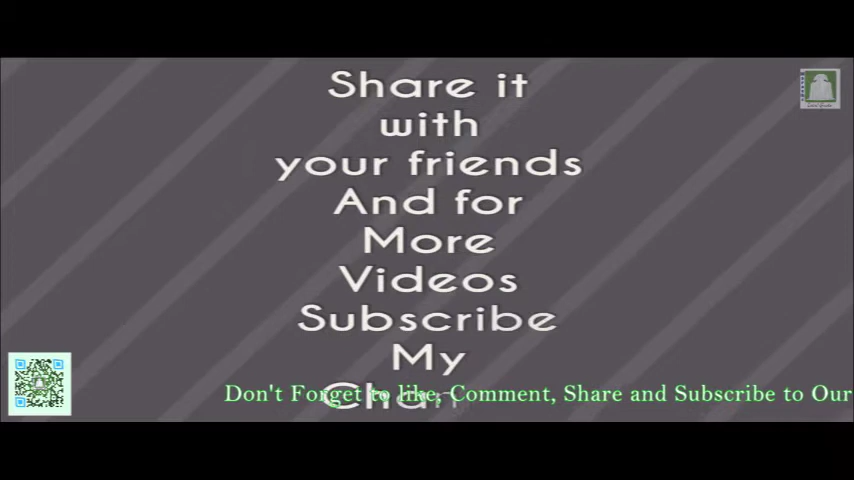 Share it
with
your friends
And for
More
Videos
Subscribe
My
Don't Forget to like, Comment, Share and Subscribe to Our